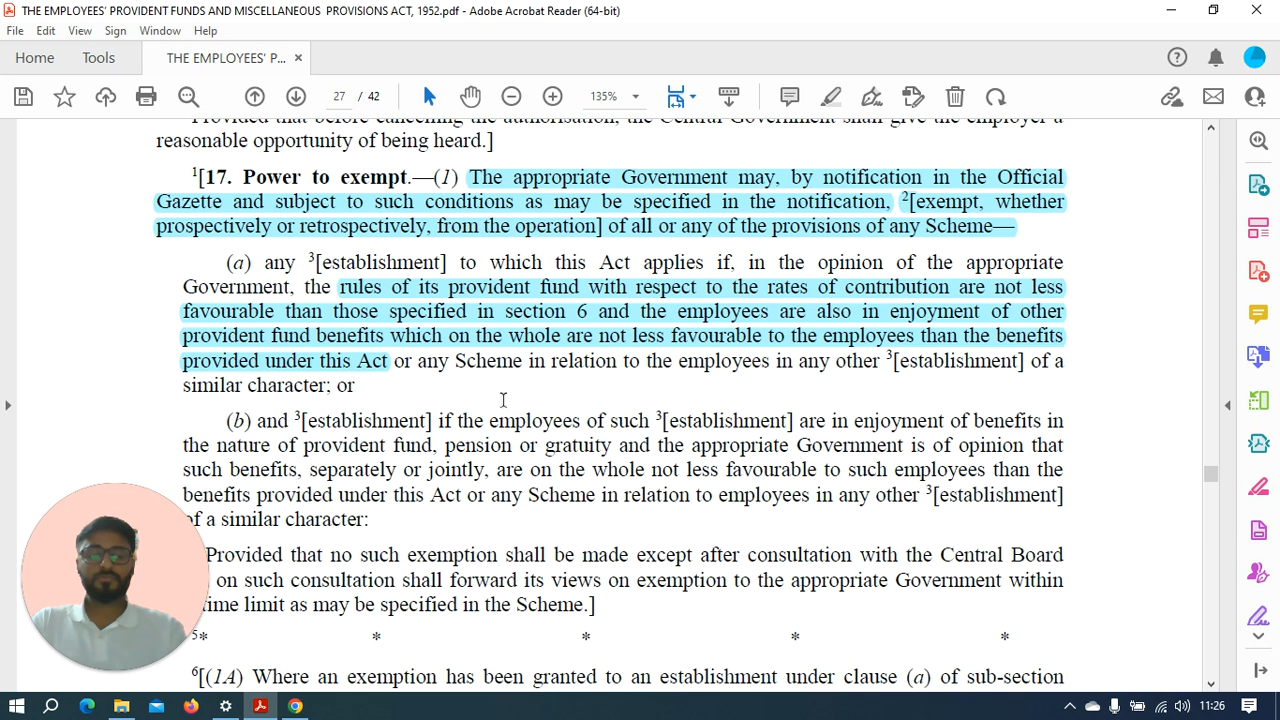 THE EMPLOYEES' PROVIDENT FUNDS AND MISCELLANEOUS PROVISIONS ACT, 1952.pdf - Adobe Acrobat Reader (64-bit)
File Edit View Sign Window Help
Home Tools THE EMPLOYEES' P... ×
27 / 42 135%
Provided that before cancelling the authorisation, the Central Government shall give the employer a
reasonable opportunity of being heard.]
1[17. Power to exempt.—(1) The appropriate Government may, by notification in the Official
Gazette and subject to such conditions as may be specified in the notification, 2[exempt, whether
prospectively or retrospectively, from the operation] of all or any of the provisions of any Scheme—
(a) any 3[establishment] to which this Act applies if, in the opinion of the appropriate
Government, the rules of its provident fund with respect to the rates of contribution are not less
favourable than those specified in section 6 and the employees are also in enjoyment of other
provident fund benefits which on the whole are not less favourable to the employees than the benefits
provided under this Act or any Scheme in relation to the employees in any other 3[establishment] of a
similar character; or
(b) and 3[establishment] if the employees of such 3[establishment] are in enjoyment of benefits in
the nature of provident fund, pension or gratuity and the appropriate Government is of opinion that
such benefits, separately or jointly, are on the whole not less favourable to such employees than the
benefits provided under this Act or any Scheme in relation to employees in any other 3[establishment]
of a similar character:
Provided that no such exemption shall be made except after consultation with the Central Board
on such consultation shall forward its views on exemption to the appropriate Government within
time limit as may be specified in the Scheme.]
5* * * * *
6[(1A) Where an exemption has been granted to an establishment under clause (a) of sub-section
11:26